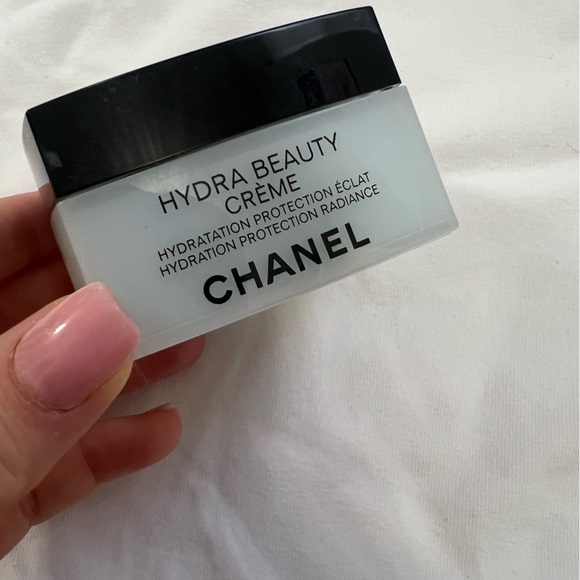 HYDRA BEAUTY
CRÈME
HYDRATATION PROTECTION ÉCLAT
HYDRATION PROTECTION RADIANCE
CHANEL